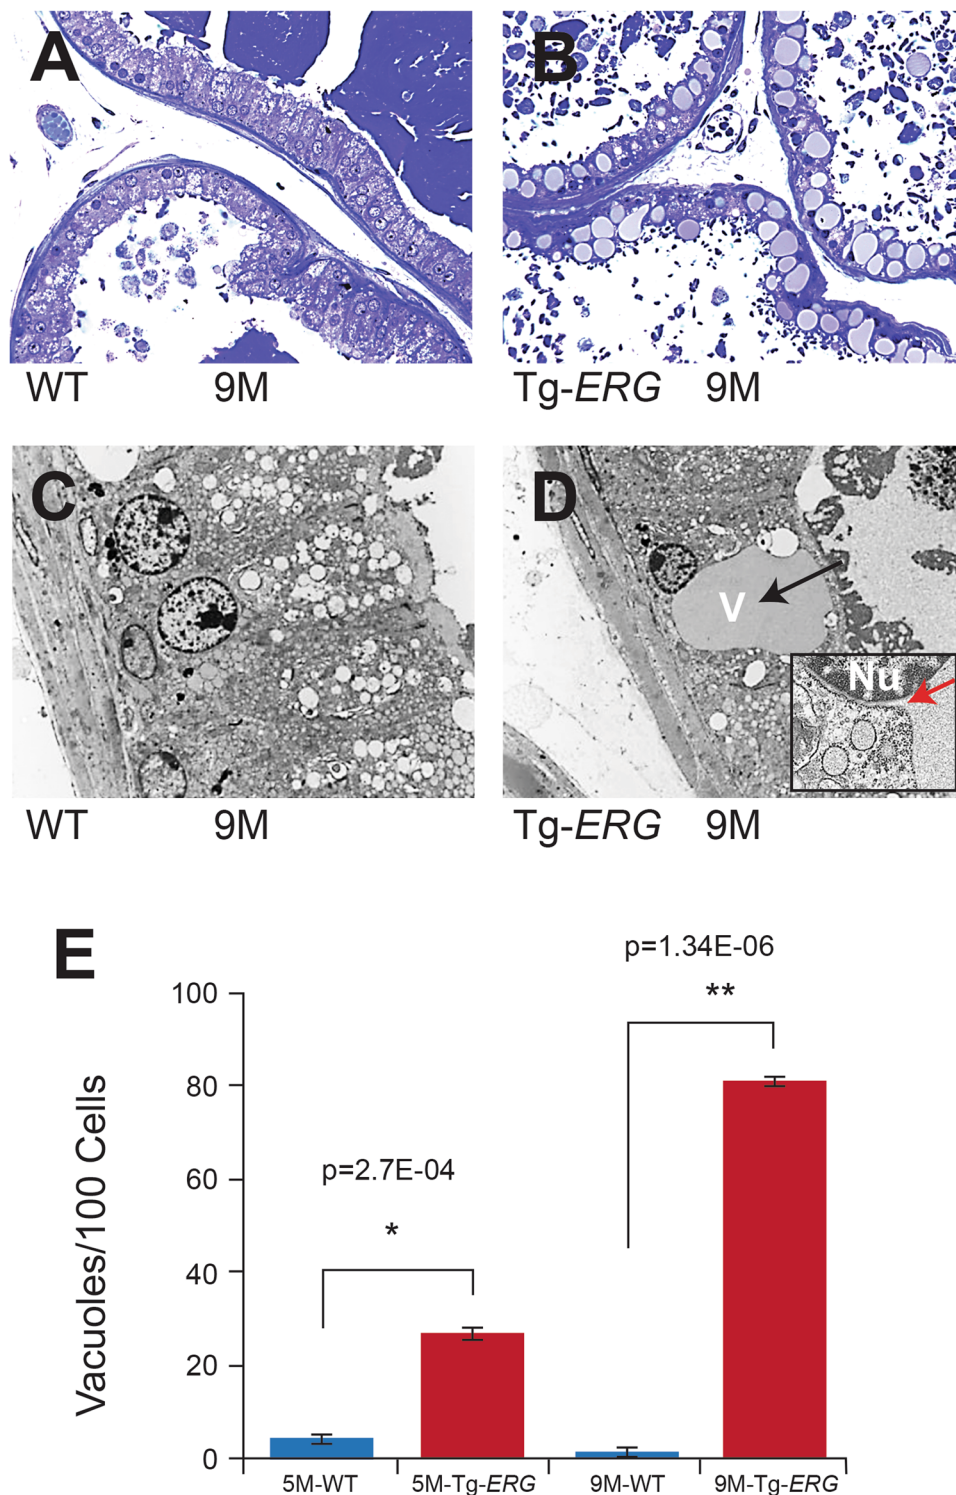 A
B
WT 9M
Tg-ERG 9M
C
D
V
Nu
WT 9M
Tg-ERG 9M
E
p=1.34E-06
**
100
80
p=2.7E-04
60
*
40
20
0
Vacuoles/100 Cells
5M-WT
5M-Tg-ERG
9M-WT
9M-Tg-ERG